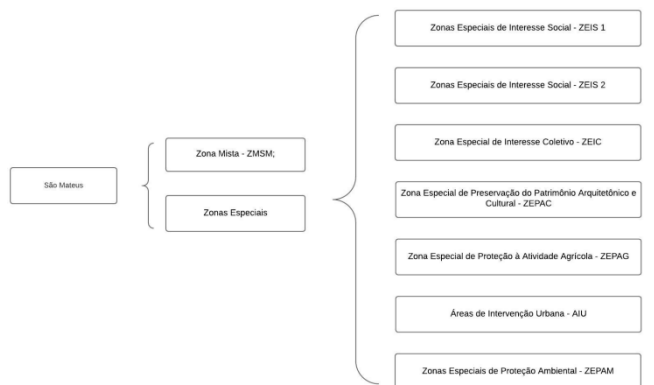 São Mateus
Zona Mista - ZMSM;
Zonas Especiais
Zonas Especiais de Interesse Social - ZEIS 1
Zonas Especiais de Interesse Social - ZEIS 2
Zona Especial de Interesse Coletivo - ZEIC
Zona Especial de Preservação do Patrimônio Arquitetônico e
Cultural - ZEPAC
Zona Especial de Proteção à Atividade Agrícola - ZEPAG
Áreas de Intervenção Urbana - AIU
Zonas Especiais de Proteção Ambiental - ZEPAM